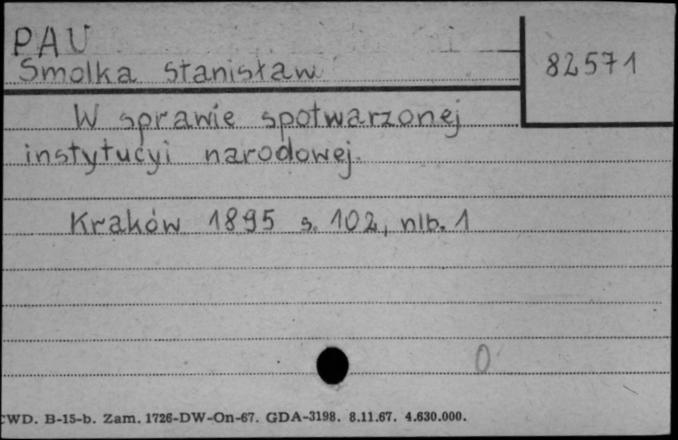 PAU
Smolka Stanisław
82571
W sprawie spotwarzonej
instytucyi narodowej.
Kraków 1895 s. 102, nlb. 1
0
CWD. B-15-b. Zam. 1726-DW-On-67. GDA-3198. 8.11.67. 4.630.000.